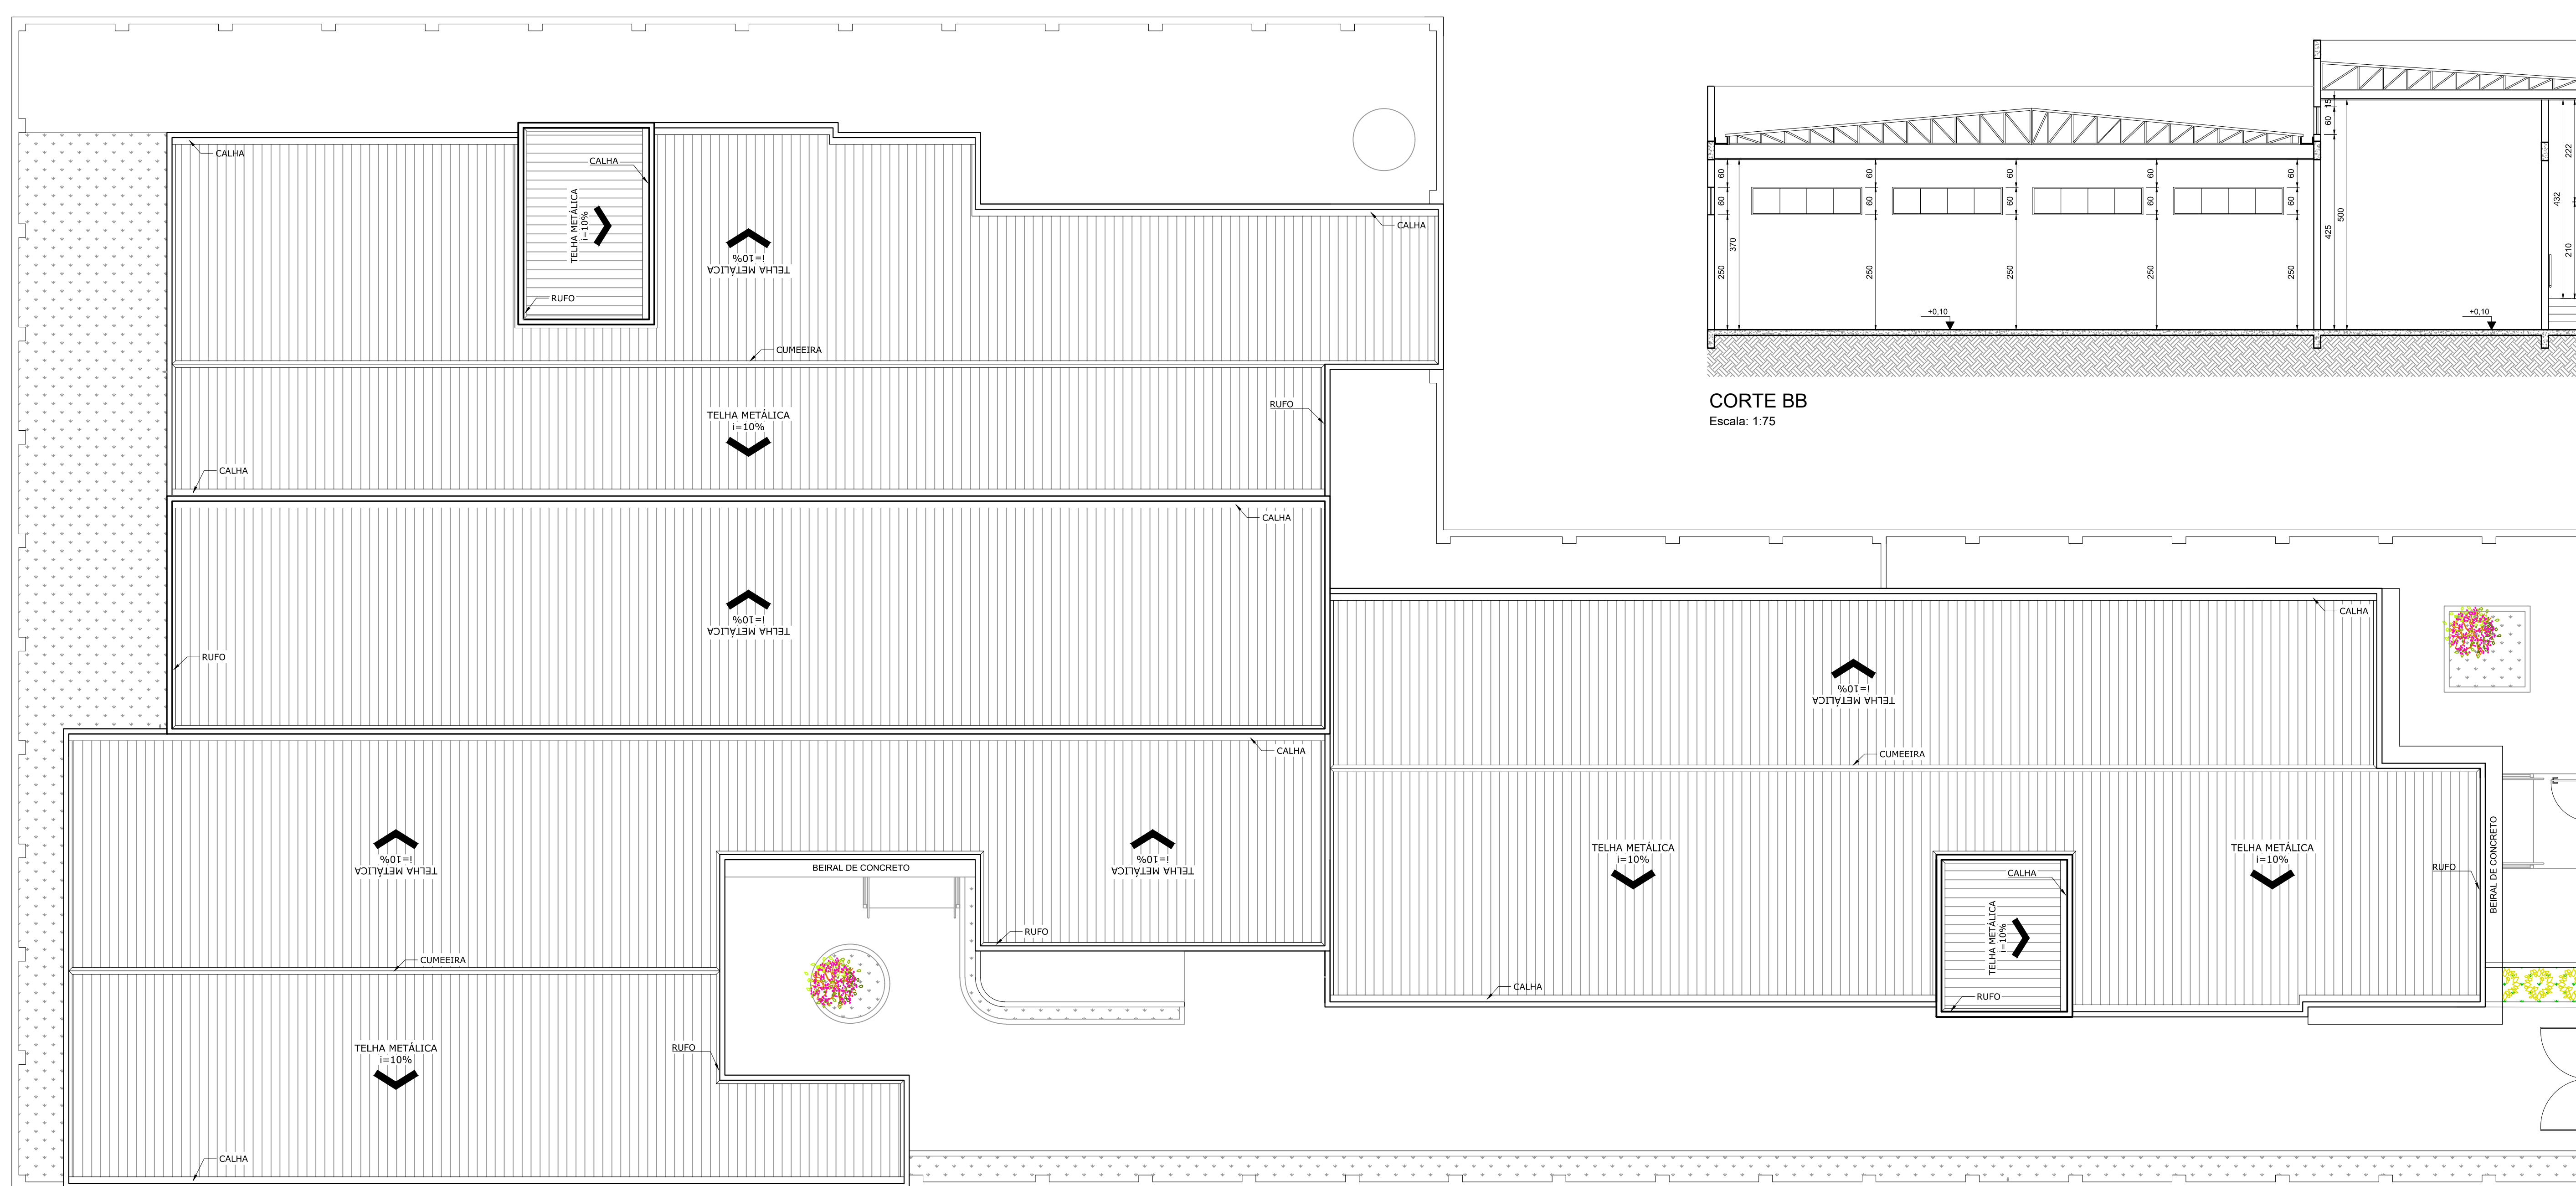 CALHA
CALHA
TELHA METÁLICA
i=10%
RUFO
TELHA METÁLICA
i=10%
CALHA
CUMEEIRA
TELHA METÁLICA
i=10%
RUFO
CALHA
CALHA
TELHA METÁLICA
i=10%
RUFO
CALHA
TELHA METÁLICA
i=10%
BEIRAL DE CONCRETO
TELHA METÁLICA
i=10%
RUFO
CUMEEIRA
TELHA METÁLICA
i=10%
RUFO
CALHA
60
60
250
370
60
60
250
60
60
250
60
60
250
60
60
250
+0,10
15
60
425
500
+0,10
432
222
210
CORTE BB
Escala: 1:75
CALHA
TELHA METÁLICA
i=10%
CUMEEIRA
TELHA METÁLICA
i=10%
TELHA METÁLICA
i=10%
CALHA
TELHA METÁLICA
i=10%
RUFO
CALHA
RUFO
BEIRAL DE CONCRETO